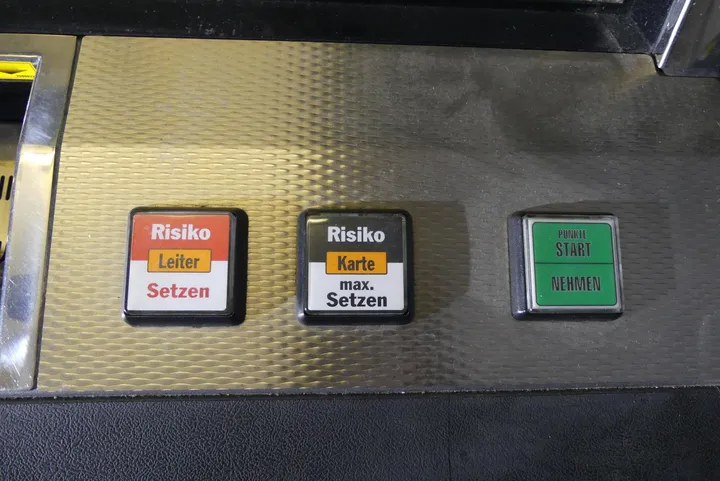 Risiko
Leiter
Setzen
Risiko
Karte
max.
Setzen
PUNKTE
START
NEHMEN